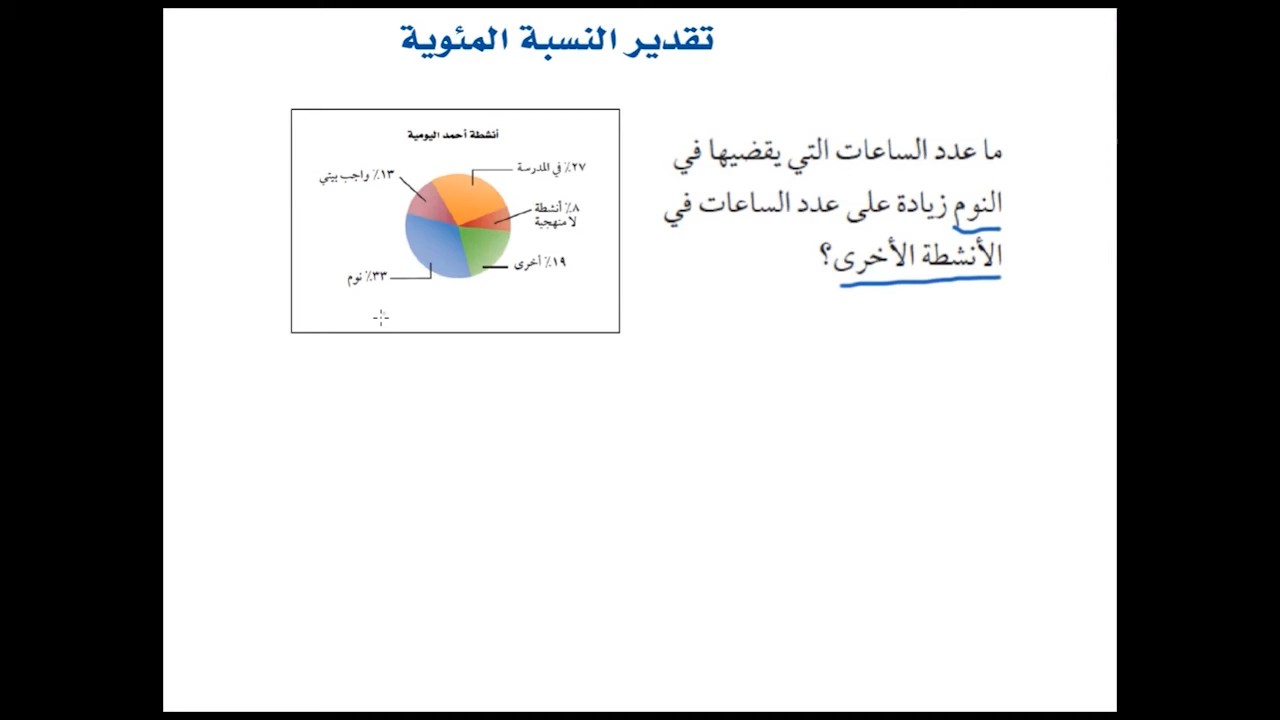 تقدير النسبة المئوية
ما عدد الساعات التي يقضيها في
النوم زيادة على عدد الساعات في
الأنشطة الأخرى؟
أنشطة أحمد اليومية
٢٧٪ في المدرسة
١٣٪ واجب بيتي
٨٪ أنشطة
لا منهجية
١٩٪ أخرى
٣٣٪ نوم